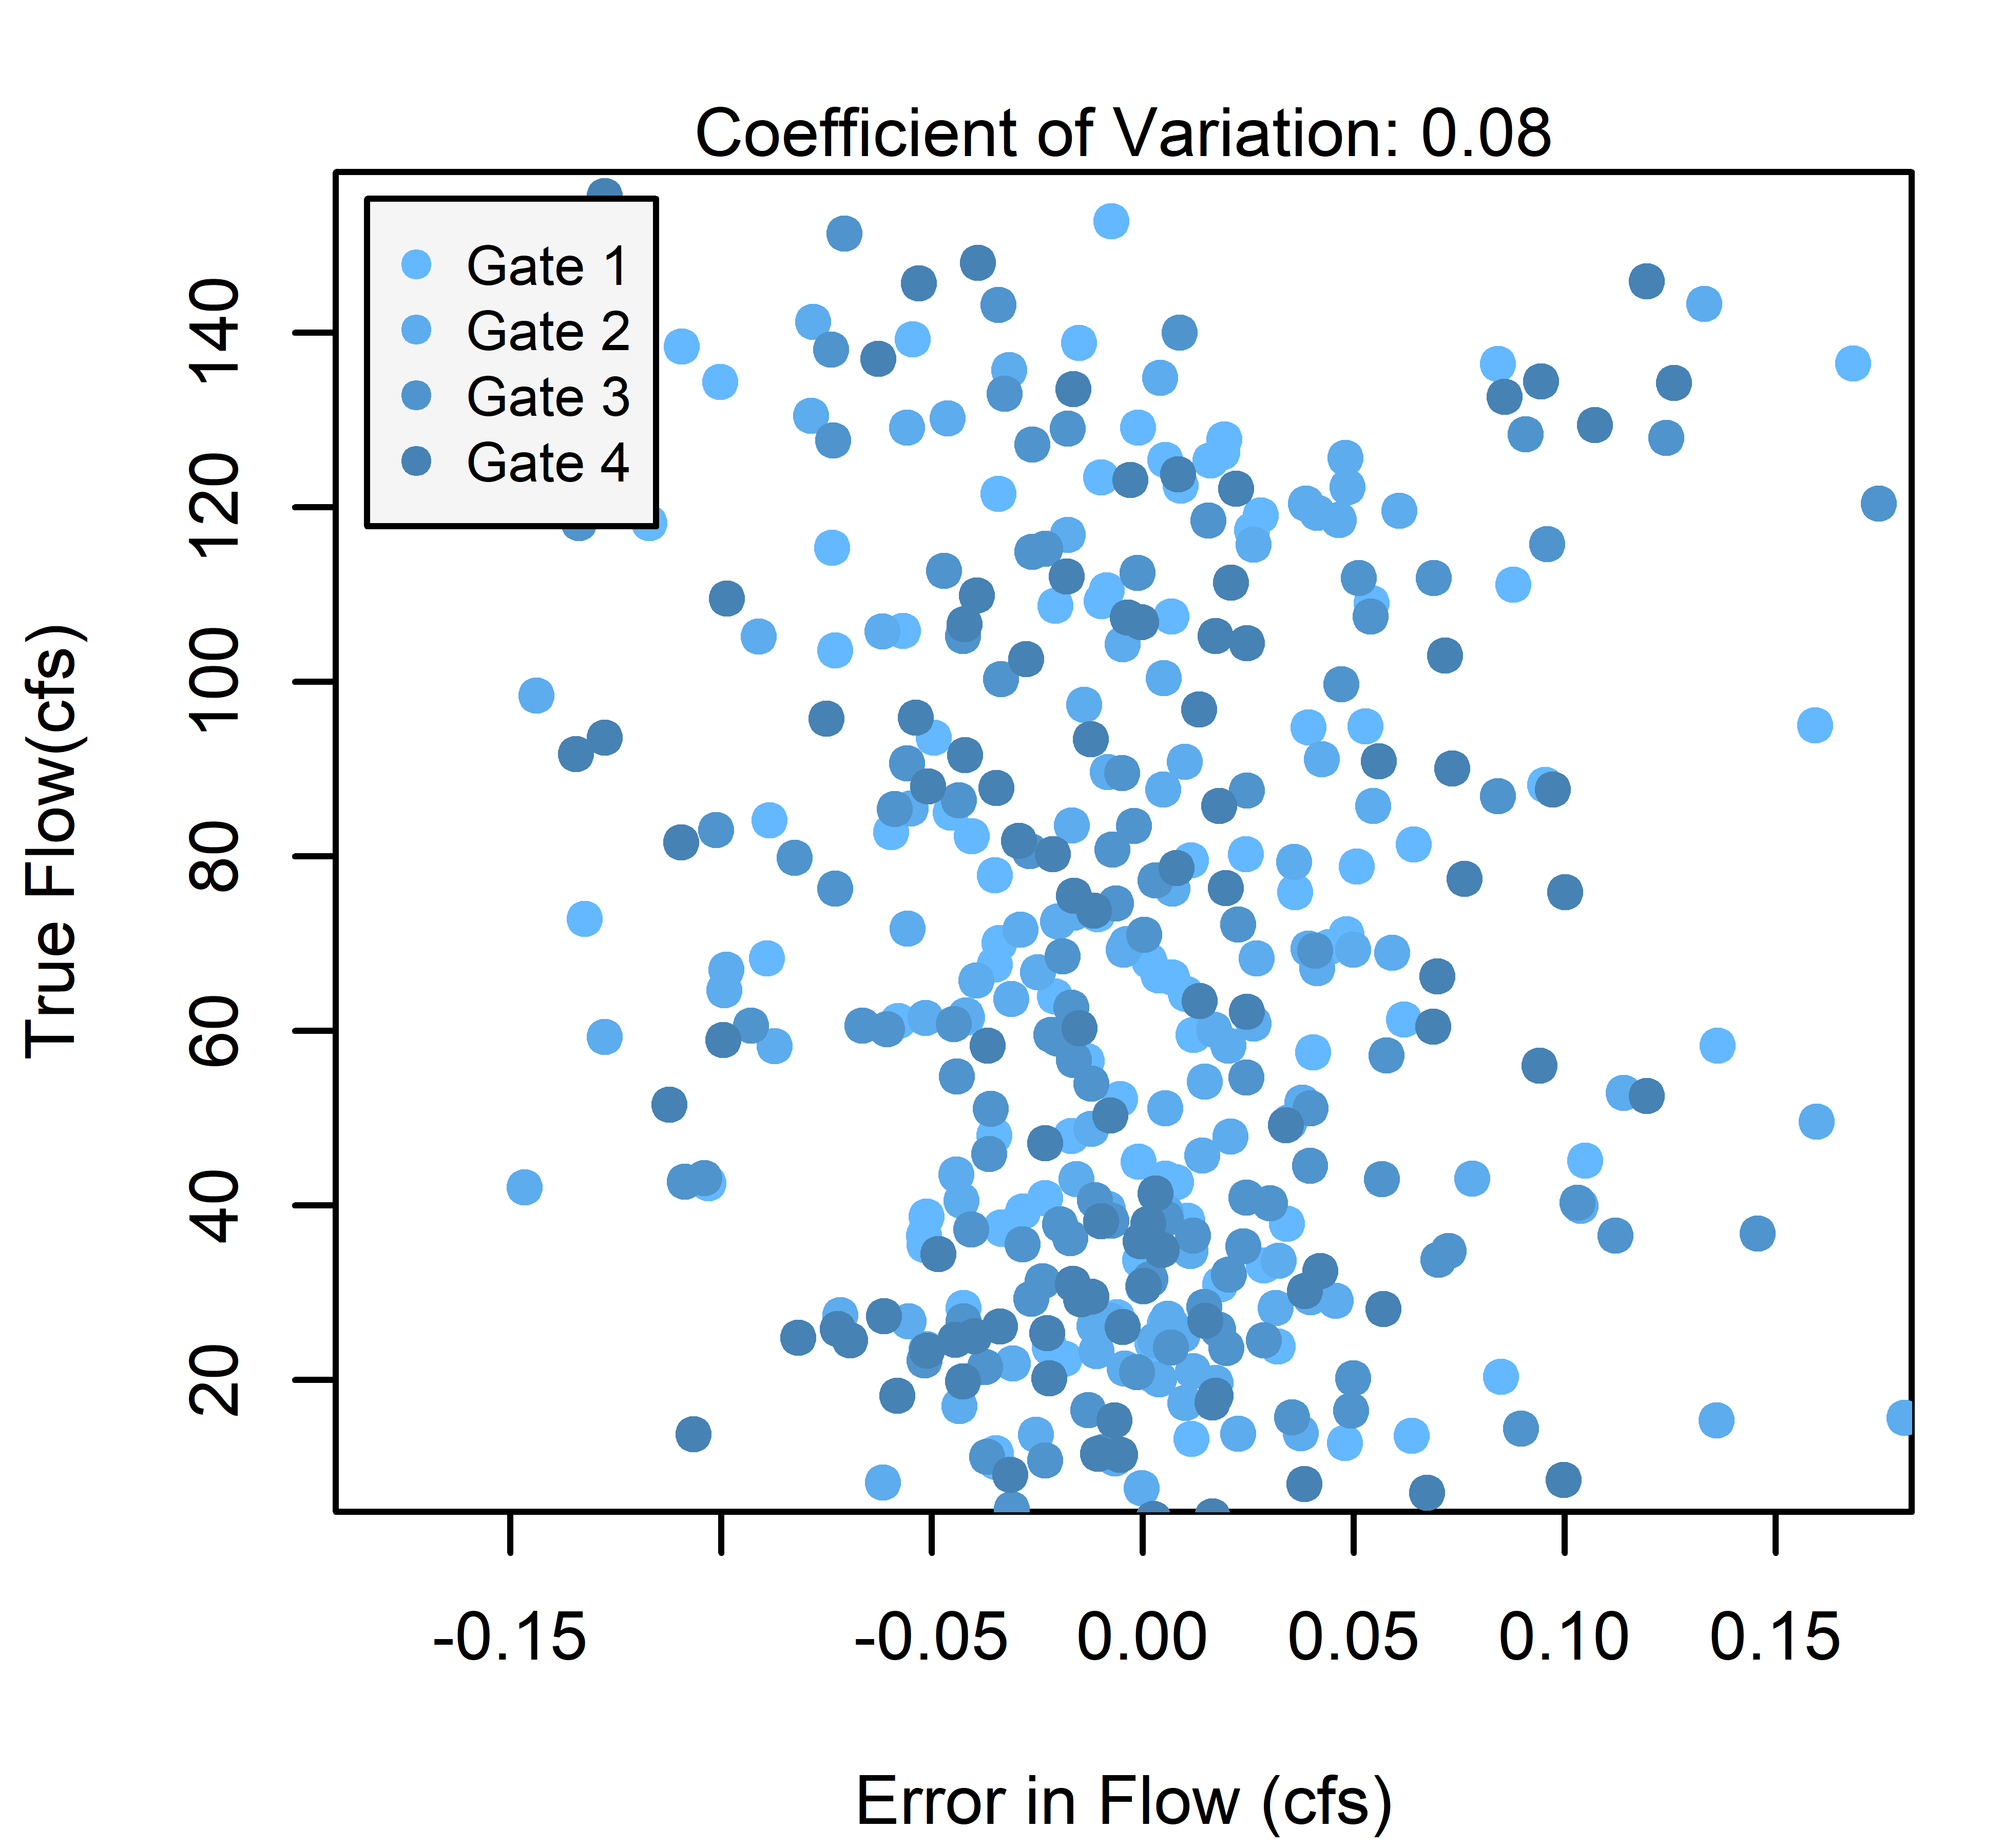 Coefficient of Variation: 0.08
Gate 1
Gate 2
Gate 3
Gate 4
True Flow(cfs)
140
120
100
80
60
40
20
-0.15 -0.05 0.00 0.05 0.10 0.15
Error in Flow (cfs)